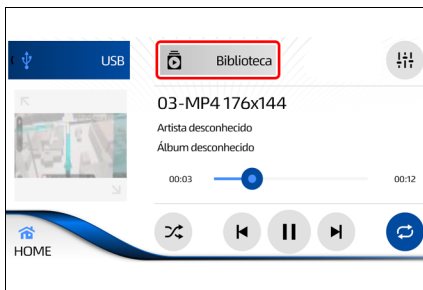 USB
Biblioteca
03-MP4 176x144
Artista desconhecido
Álbum desconhecido
00:03
00:12
HOME